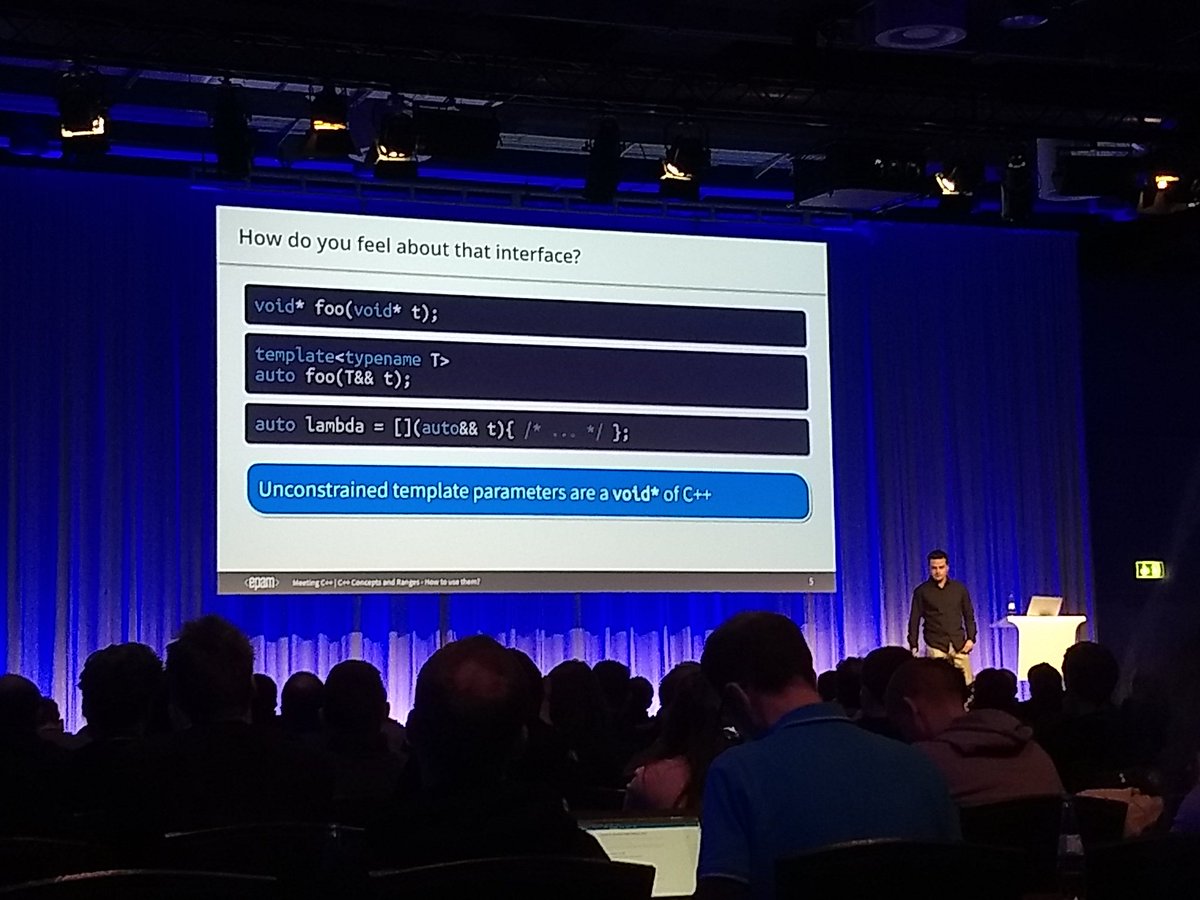 How do you feel about that interface?
void* foo(void* t);
template<typename T>
auto foo(T&& t);
auto lambda = [](auto&& t){ /* ... */ };
Unconstrained template parameters are a void* of C++
<epam> Meeting C++ | C++ Concepts and Ranges - How to use them? 5